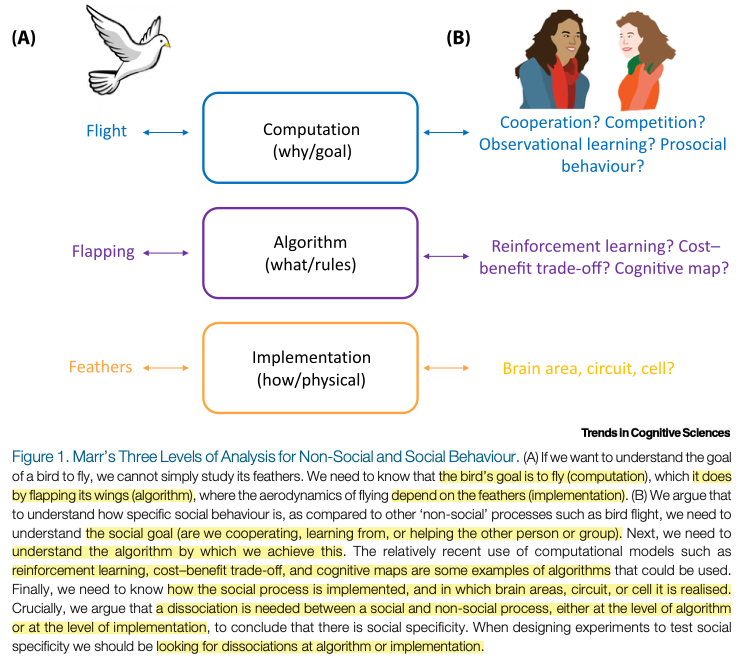 (A)
(B)
Flight
Computation
(why/goal)
Cooperation? Competition?
Observational learning? Prosocial
behaviour?
Flapping
Algorithm
(what/rules)
Reinforcement learning? Cost–
benefit trade-off? Cognitive map?
Feathers
Implementation
(how/physical)
Brain area, circuit, cell?
Trends in Cognitive Sciences
Figure 1. Marr's Three Levels of Analysis for Non-Social and Social Behaviour. (A) If we want to understand the goal
of a bird to fly, we cannot simply study its feathers. We need to know that the bird's goal is to fly (computation), which it does
by flapping its wings (algorithm), where the aerodynamics of flying depend on the feathers (implementation). (B) We argue that
to understand how specific social behaviour is, as compared to other 'non-social' processes such as bird flight, we need to
understand the social goal (are we cooperating, learning from, or helping the other person or group). Next, we need to
understand the algorithm by which we achieve this. The relatively recent use of computational models such as
reinforcement learning, cost–benefit trade-off, and cognitive maps are some examples of algorithms that could be used.
Finally, we need to know how the social process is implemented, and in which brain areas, circuit, or cell it is realised.
Crucially, we argue that a dissociation is needed between a social and non-social process, either at the level of algorithm
or at the level of implementation, to conclude that there is social specificity. When designing experiments to test social
specificity we should be looking for dissociations at algorithm or implementation.